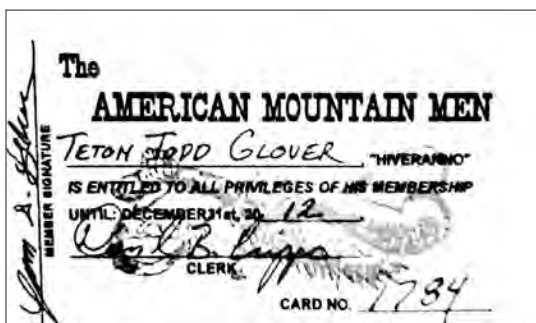 The
AMERICAN MOUNTAIN MEN
TETON TODD GLOVER "HIVERANNO"
IS ENTITLED TO ALL PRIVILEGES OF HIS MEMBERSHIP
UNTIL: DECEMBER 31st, 20 12
CLERK
CARD NO. 1784
MEMBER SIGNATURE